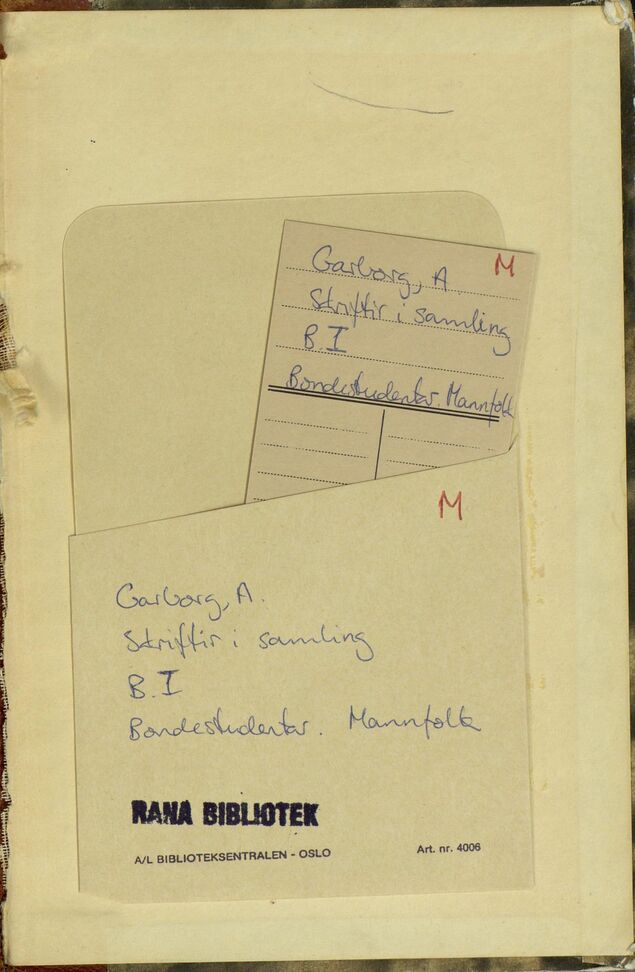 Garborg, A M
Skriftir i samling
B. I
Bondestudentar. Mannfolk
M
Garborg, A.
Skriftir i samling
B. I
Bondestudentar. Mannfolk
RANA BIBLIOTEK
A/L BIBLIOTEKSENTRALEN - OSLO Art. nr. 4006